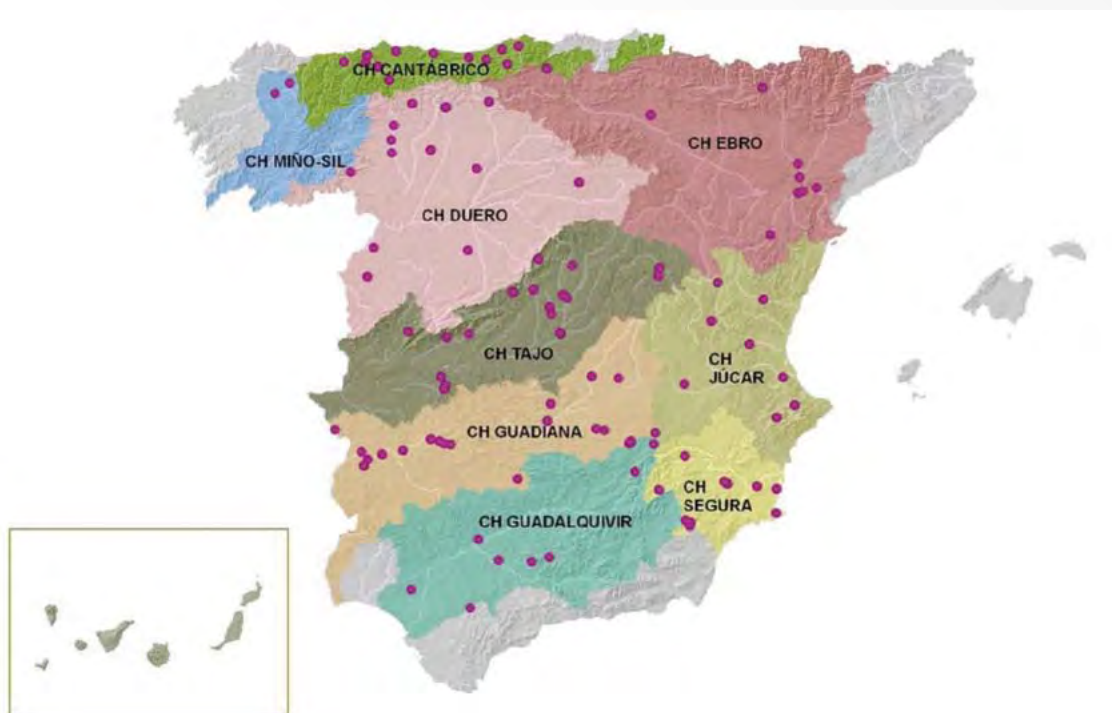 CH CANTÁBRICO
CH MIÑO-SIL
CH EBRO
CH DUERO
CH TAJO
CH
JÚCAR
CH GUADIANA
CH
SEGURA
CH GUADALQUIVIR